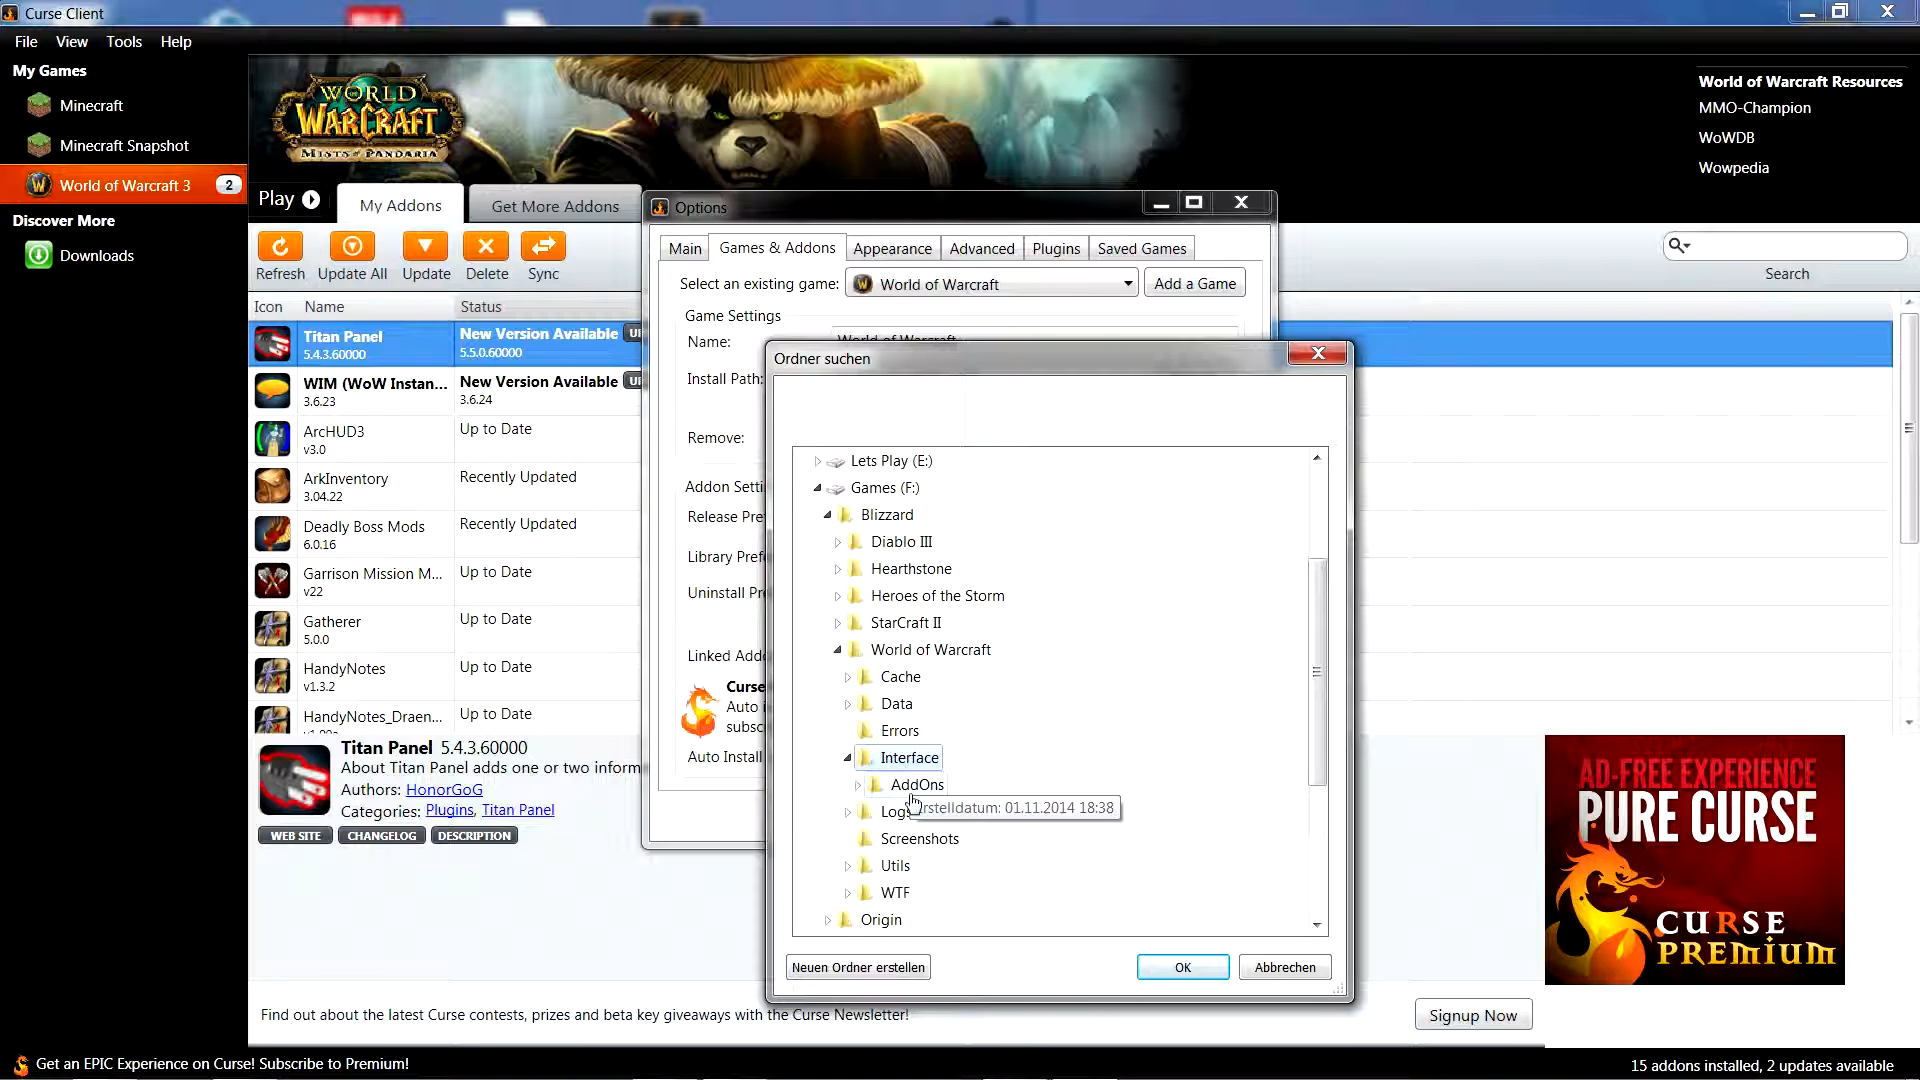 Curse Client
File View Tools Help
My Games
Minecraft
Minecraft Snapshot
World of Warcraft 3 2
Discover More
Downloads
WORLD
WARCRAFT
MISTS OF PANDARIA
World of Warcraft Resources
MMO-Champion
WoWDB
Wowpedia
Play My Addons Get More Addons
Refresh Update All Update Delete Sync
Search
Icon Name Status
Titan Panel New Version Available
5.4.3.60000 5.5.0.60000
WIM (WoW Instan... New Version Available
3.6.23 3.6.24
ArcHUD3 Up to Date
v3.0
ArkInventory Recently Updated
3.04.22
Deadly Boss Mods Recently Updated
6.0.16
Garrison Mission M... Up to Date
v22
Gatherer Up to Date
5.0.0
HandyNotes Up to Date
v1.3.2
HandyNotes_Draen... Up to Date
Titan Panel 5.4.3.60000
About Titan Panel adds one or two inform
Authors: HonorGoG
Categories: Plugins, Titan Panel
WEB SITE CHANGELOG DESCRIPTION
Options
Main Games & Addons Appearance Advanced Plugins Saved Games
Select an existing game: World of Warcraft Add a Game
Game Settings
Name: World of Warcraft
Install Path:
Remove:
Addon Setti
Release Pre
Library Pref
Uninstall Pr
Linked Add
Curse
Auto i
subsc
Auto Install
Ordner suchen
Lets Play (E:)
Games (F:)
Blizzard
Diablo III
Hearthstone
Heroes of the Storm
StarCraft II
World of Warcraft
Cache
Data
Errors
Interface
AddOns
Logs rstelldatum: 01.11.2014 18:38
Screenshots
Utils
WTF
Origin
Neuen Ordner erstellen OK Abbrechen
AD-FREE EXPERIENCE
PURE CURSE
CURSE
PREMIUM
Find out about the latest Curse contests, prizes and beta key giveaways with the Curse Newsletter!
Signup Now
Get an EPIC Experience on Curse! Subscribe to Premium!
15 addons installed, 2 updates available